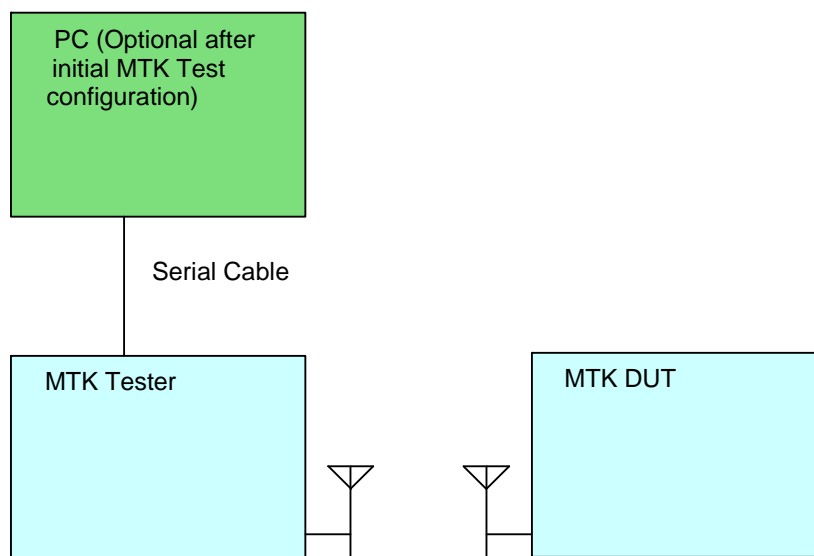 PC (Optional after
initial MTK Test
configuration)
Serial Cable
MTK Tester
MTK DUT